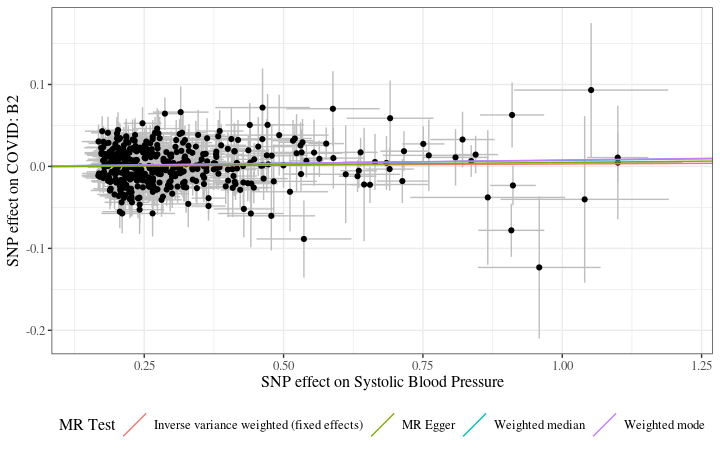 0.1
0.0
-0.1
-0.2
SNP effect on COVID: B2
0.25
0.50
0.75
1.00
1.25
SNP effect on Systolic Blood Pressure
MR Test
Inverse variance weighted (fixed effects)
MR Egger
Weighted median
Weighted mode